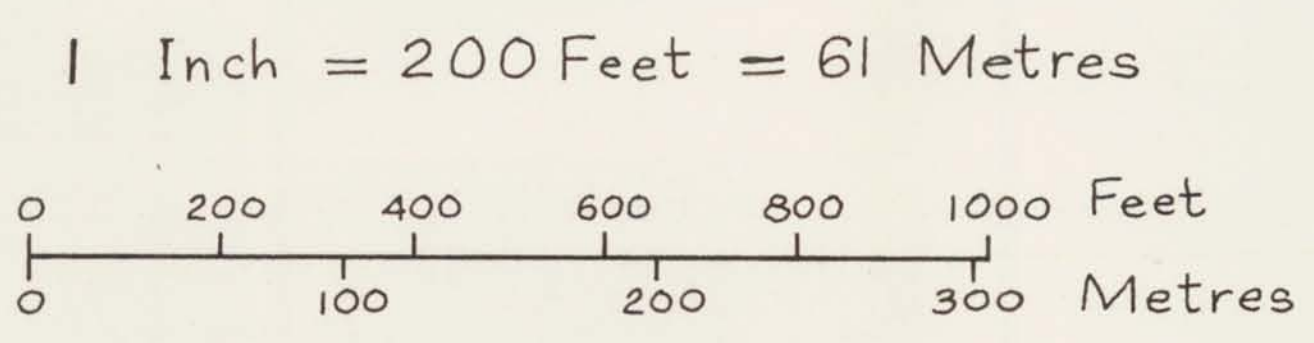 1 Inch = 200 Feet = 61 Metres
0 200 400 600 800 1000 Feet
0 100 200 300 Metres